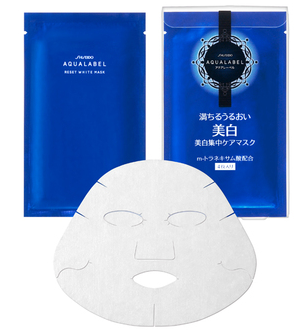 SHISEIDO
AQUALABEL
RESET WHITE MASK
SHISEIDO
AQUALABEL
アクアレーベル
満ちるうるおい
美白
美白集中ケアマスク
m-トラネキサム酸配合